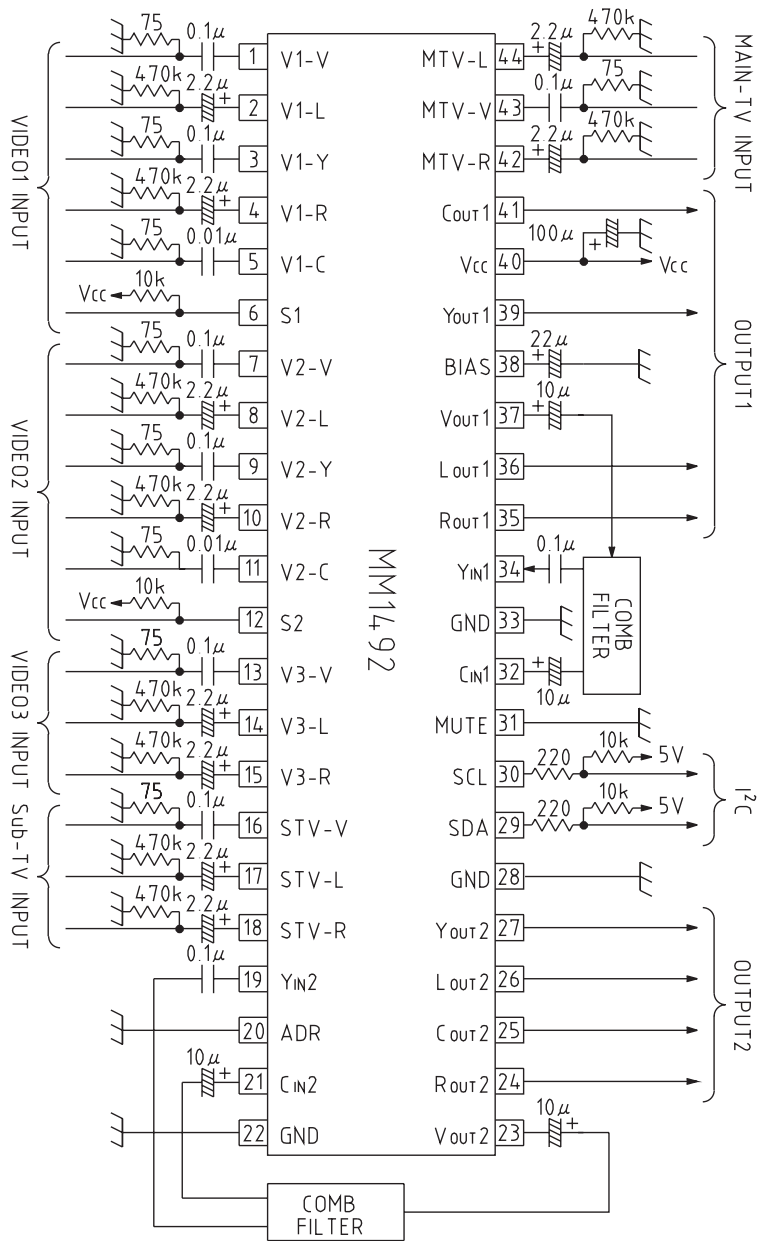 75 0.1μ 1 V1-V
470k 2.2μ + 2 V1-L
75 0.1μ 3 V1-Y
470k 2.2μ + 4 V1-R
75 0.01μ 5 V1-C
Vcc 10k 6 S1
VIDEO1 INPUT
75 0.1μ 7 V2-V
470k 2.2μ + 8 V2-L
75 0.1μ 9 V2-Y
470k 2.2μ + 10 V2-R
75 0.01μ 11 V2-C
Vcc 10k 12 S2
VIDEO2 INPUT
75 0.1μ 13 V3-V
470k 2.2μ + 14 V3-L
470k 2.2μ + 15 V3-R
VIDEO3 INPUT
75 0.1μ 16 STV-V
470k 2.2μ + 17 STV-L
470k 2.2μ + 18 STV-R
Sub-TV INPUT
0.1μ 19 YIN2
20 ADR
10μ + 21 CIN2
22 GND
MM1492
MTV-L 44 + 2.2μ 470k
MTV-V 43 0.1μ 75
MTV-R 42 + 2.2μ 470k
MAIN-TV INPUT
COUT1 41
Vcc 40 100μ + Vcc
YOUT1 39
BIAS 38 + 22μ
VOUT1 37 + 10μ
LOUT1 36
ROUT1 35
OUTPUT1
YIN1 34 0.1μ
GND 33
CIN1 32 + 10μ
COMB
FILTER
MUTE 31
SCL 30 220 10k 5V
SDA 29 220 10k 5V
I²C
GND 28
YOUT2 27
LOUT2 26
COUT2 25
ROUT2 24
OUTPUT2
VOUT2 23 10μ +
COMB
FILTER